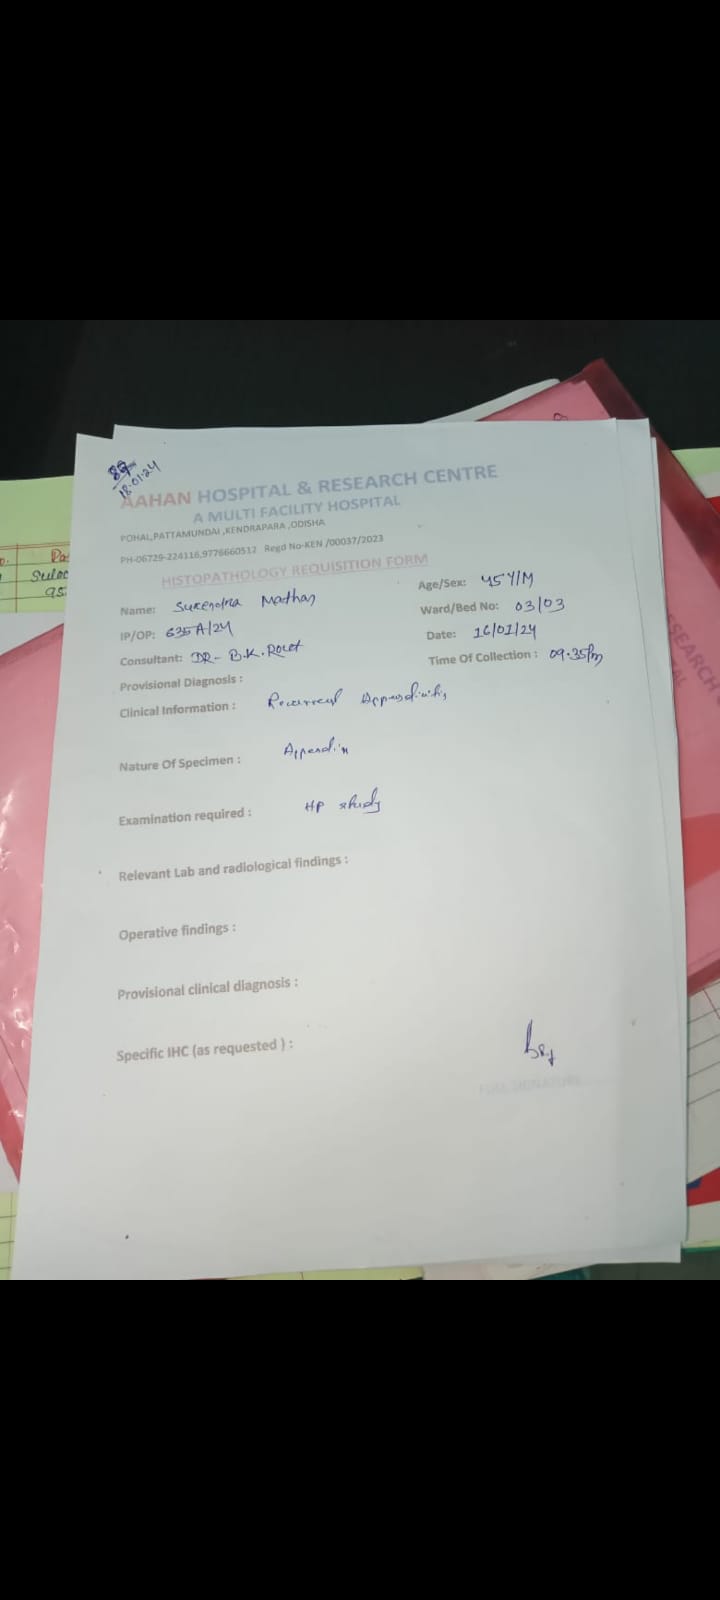 89
18.01.24
AAHAN HOSPITAL & RESEARCH CENTRE
A MULTI FACILITY HOSPITAL
POHAL,PATTAMUNDAI ,KENDRAPARA ,ODISHA
PH-06729-224116,9776660512 Regd No-KEN /00037/2023
HISTOPATHOLOGY REQUISITION FORM
Name: Surendra Mathan
Age/Sex: 45Y/M
IP/OP: 635A/24
Ward/Bed No: 03/03
Consultant: DR- B.K. Rout
Date: 16/01/24
Provisional Diagnosis :
Time Of Collection : 09.35Pm
Clinical Information : Recurrent Appendicitis
Nature Of Specimen : Appendix
Examination required : HP study
Relevant Lab and radiological findings :
Operative findings :
Provisional clinical diagnosis :
Specific IHC (as requested ) :
FULL SIGNATURE